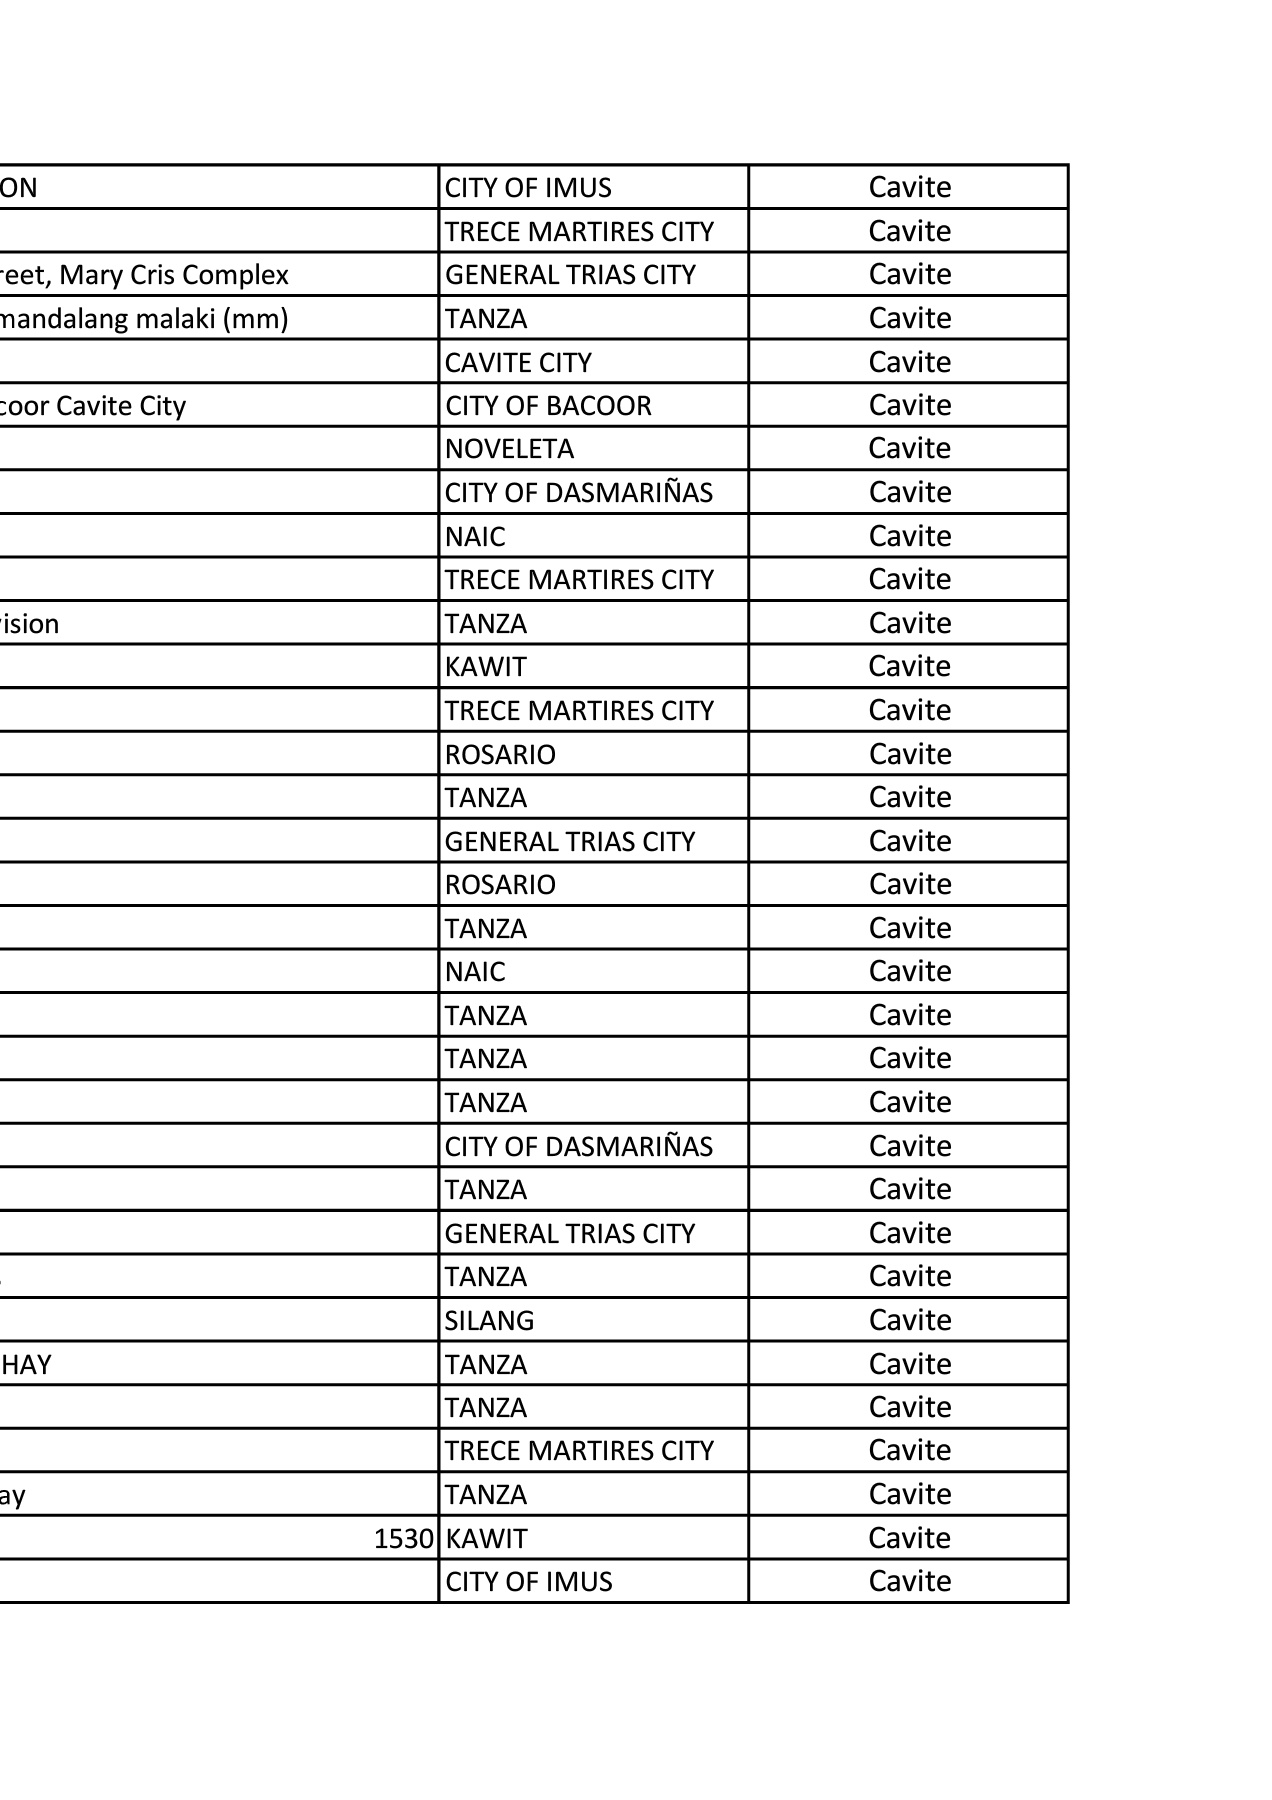 ON CITY OF IMUS Cavite
TRECE MARTIRES CITY Cavite
reet, Mary Cris Complex GENERAL TRIAS CITY Cavite
mandalang malaki (mm) TANZA Cavite
CAVITE CITY Cavite
coor Cavite City CITY OF BACOOR Cavite
NOVELETA Cavite
CITY OF DASMARIÑAS Cavite
NAIC Cavite
TRECE MARTIRES CITY Cavite
vision TANZA Cavite
KAWIT Cavite
TRECE MARTIRES CITY Cavite
ROSARIO Cavite
TANZA Cavite
GENERAL TRIAS CITY Cavite
ROSARIO Cavite
TANZA Cavite
NAIC Cavite
TANZA Cavite
TANZA Cavite
TANZA Cavite
CITY OF DASMARIÑAS Cavite
TANZA Cavite
GENERAL TRIAS CITY Cavite
TANZA Cavite
SILANG Cavite
HAY TANZA Cavite
TANZA Cavite
TRECE MARTIRES CITY Cavite
ay TANZA Cavite
1530 KAWIT Cavite
CITY OF IMUS Cavite